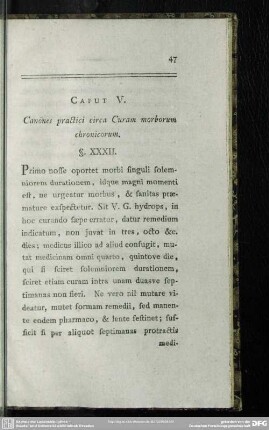 47
CAPUT V.
Canones practici circa Curam morborum
chronicorum.
§. XXXII.
Primo nosse oportet morbi singuli solem-
niorem durationem, idque magni momenti
est, ne urgeatur motibus, & sanitas præ-
mature exspectetur. Sit V. G. hydrops, in
hoc curando sæpe erratur, datur remedium
indicatum, non juvat in tres, octo &c.
dies; medicus illico ad aliud confugit, mu-
tat medicinam omni quarto, quintove die,
qui si sciret solemniorem durationem,
sciret etiam curam intra unam duasve sep-
timanas non fieri. Ne vero nil mutare vi-
deatur, mutet formam remedii, sed manen-
te eodem pharmaco, & lente festinet; suf-
ficit si per aliquot septimanas protractis
medi-